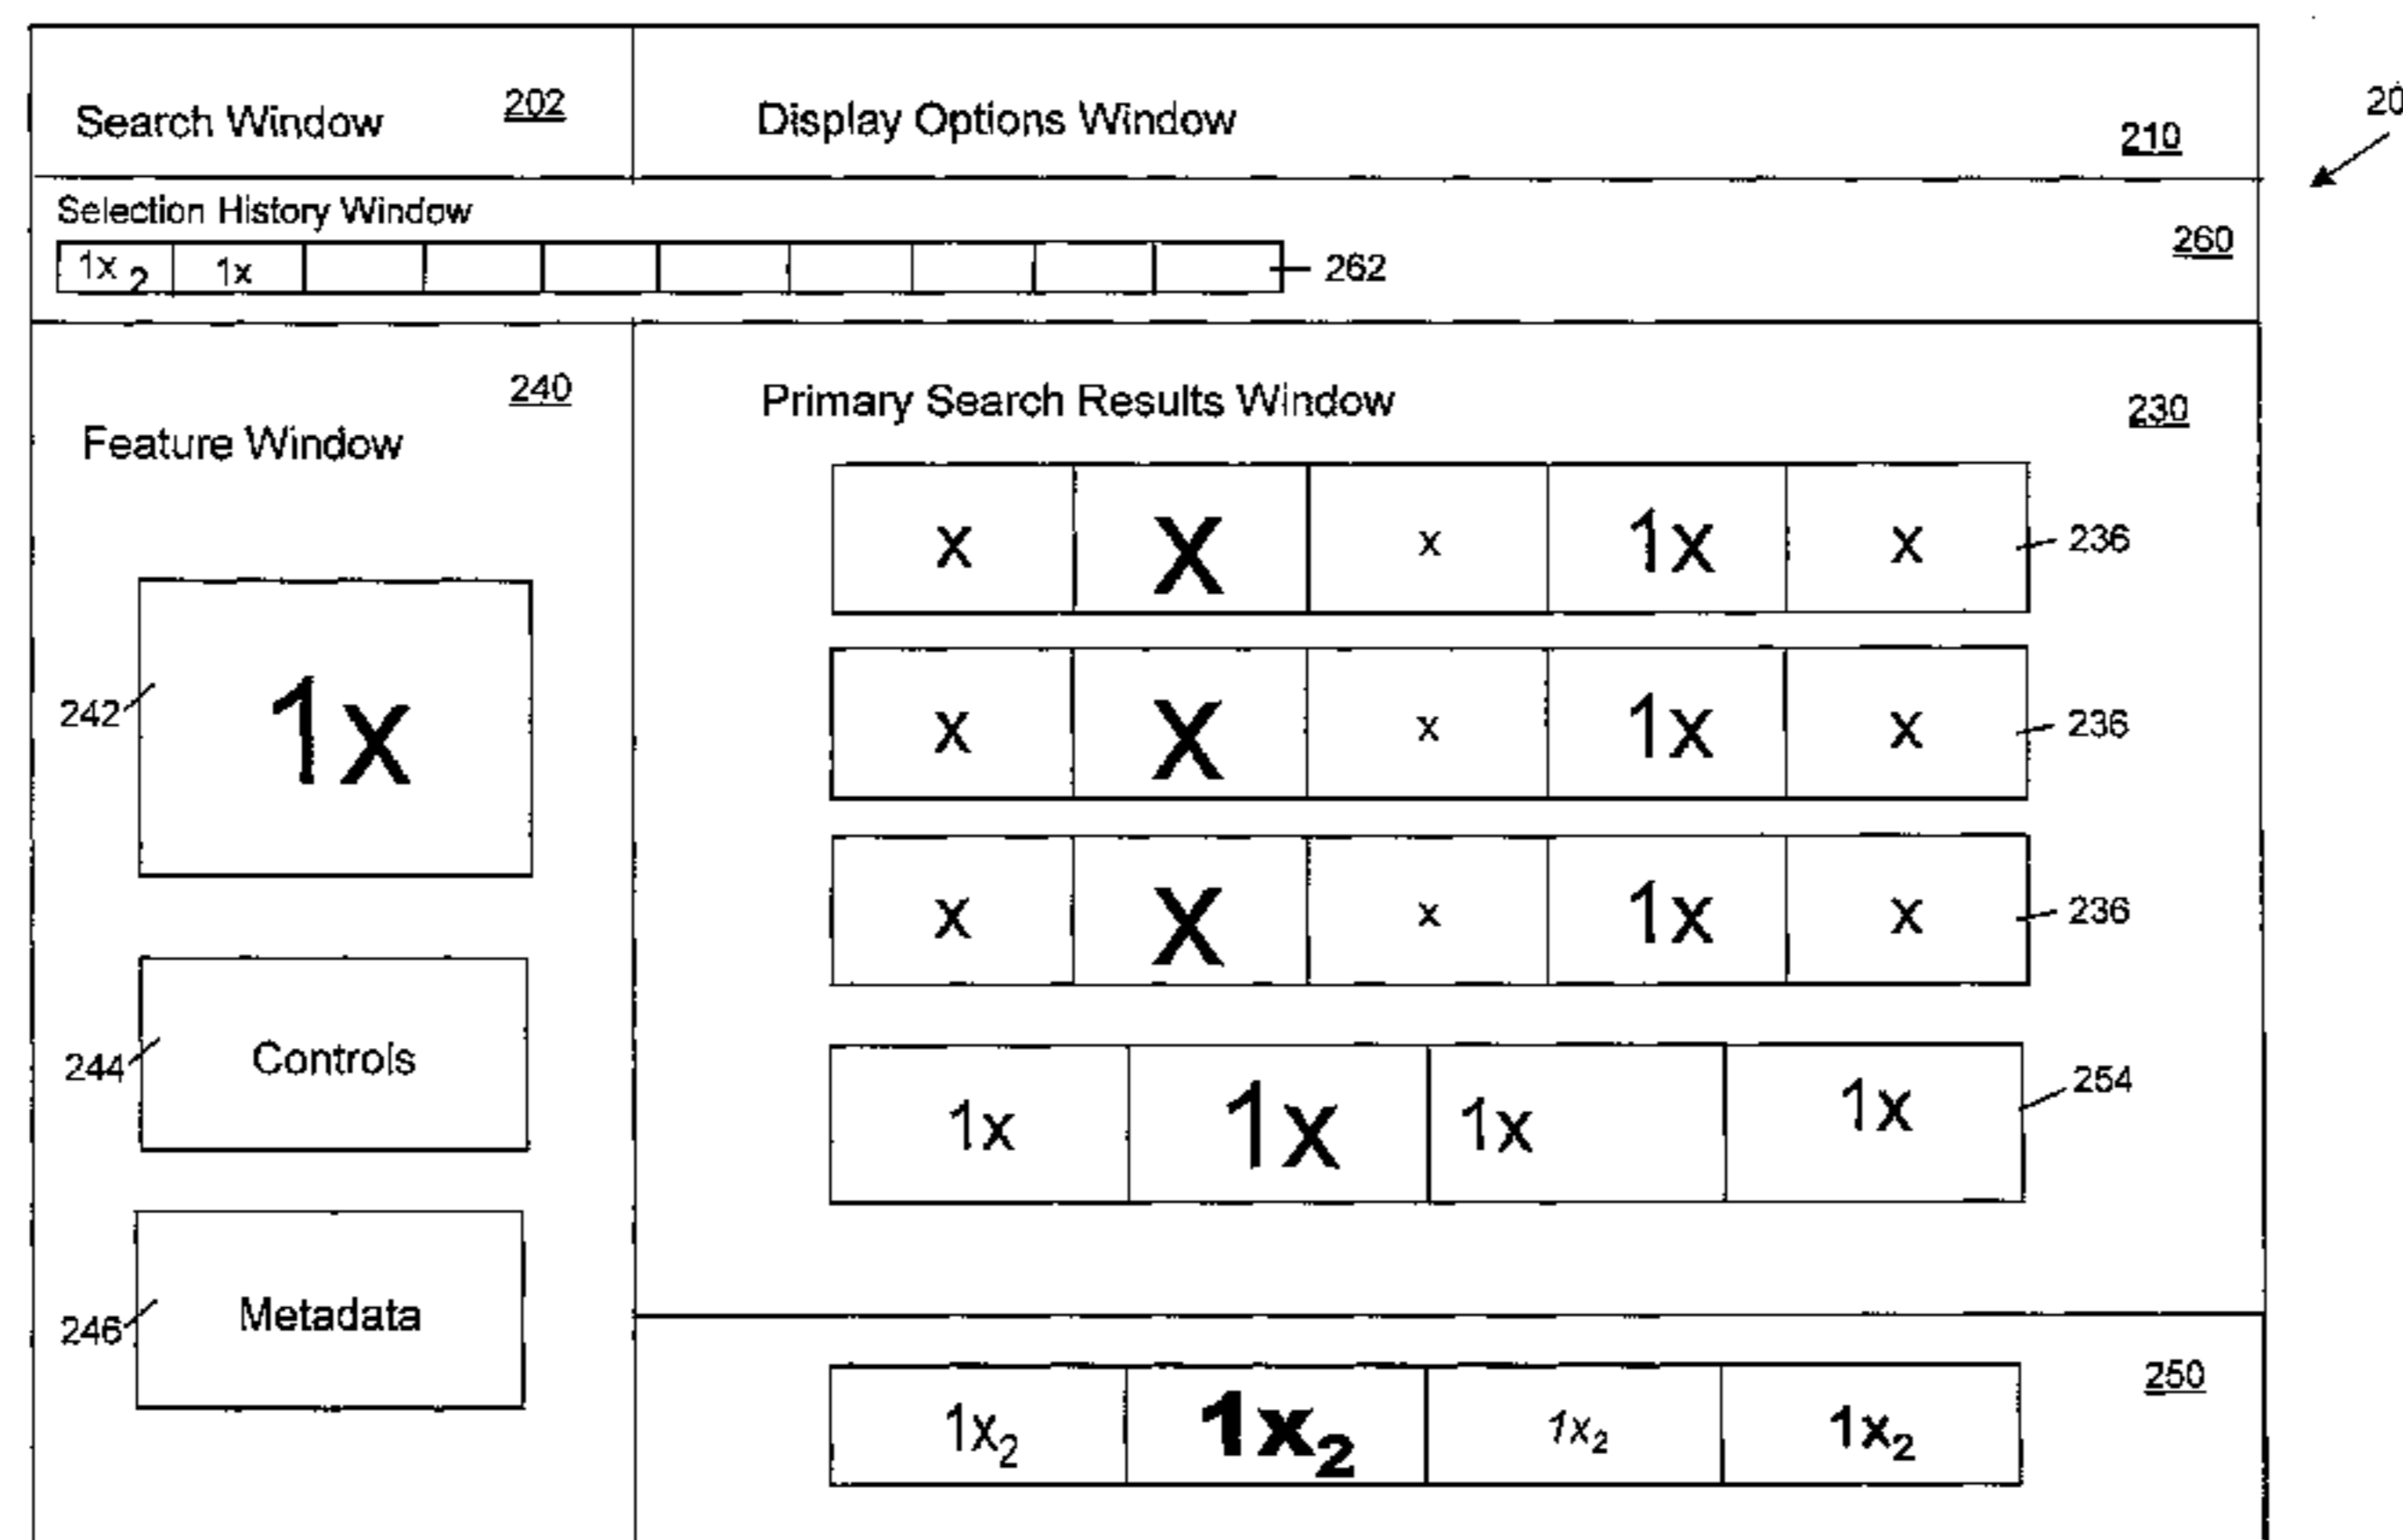 Search Window 202 Display Options Window 210
20
Selection History Window 260
1x 2 1x 262
240 Primary Search Results Window 230
Feature Window
x X x 1x x 236
242 1x x X x 1x x 236
x X x 1x x 236
244 Controls 1x 1x 1x 1x 254
246 Metadata
250
1x2 1x2 1x2 1x2